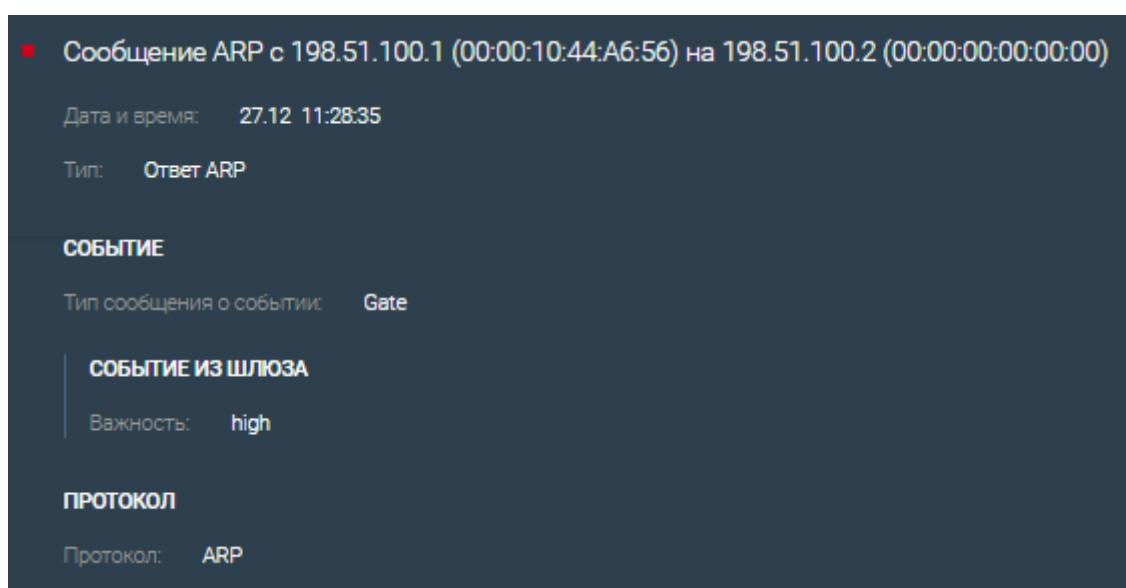 Сообщение ARP с 198.51.100.1 (00:00:10:44:A6:56) на 198.51.100.2 (00:00:00:00:00:00)
Дата и время: 27.12 11:28:35
Тип: Ответ ARP
СОБЫТИЕ
Тип сообщения о событии: Gate
СОБЫТИЕ ИЗ ШЛЮЗА
Важность: high
ПРОТОКОЛ
Протокол: ARP